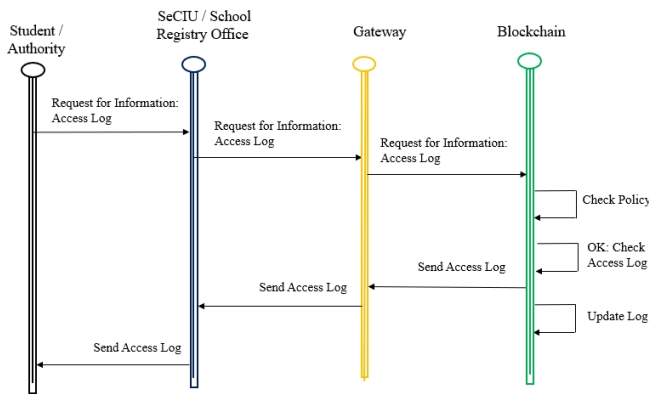 Student /
Authority
SeCIU / School
Registry Office
Gateway
Blockchain
Request for Information:
Access Log
Request for Information:
Access Log
Request for Information:
Access Log
Check Policy
OK: Check
Access Log
Send Access Log
Send Access Log
Update Log
Send Access Log